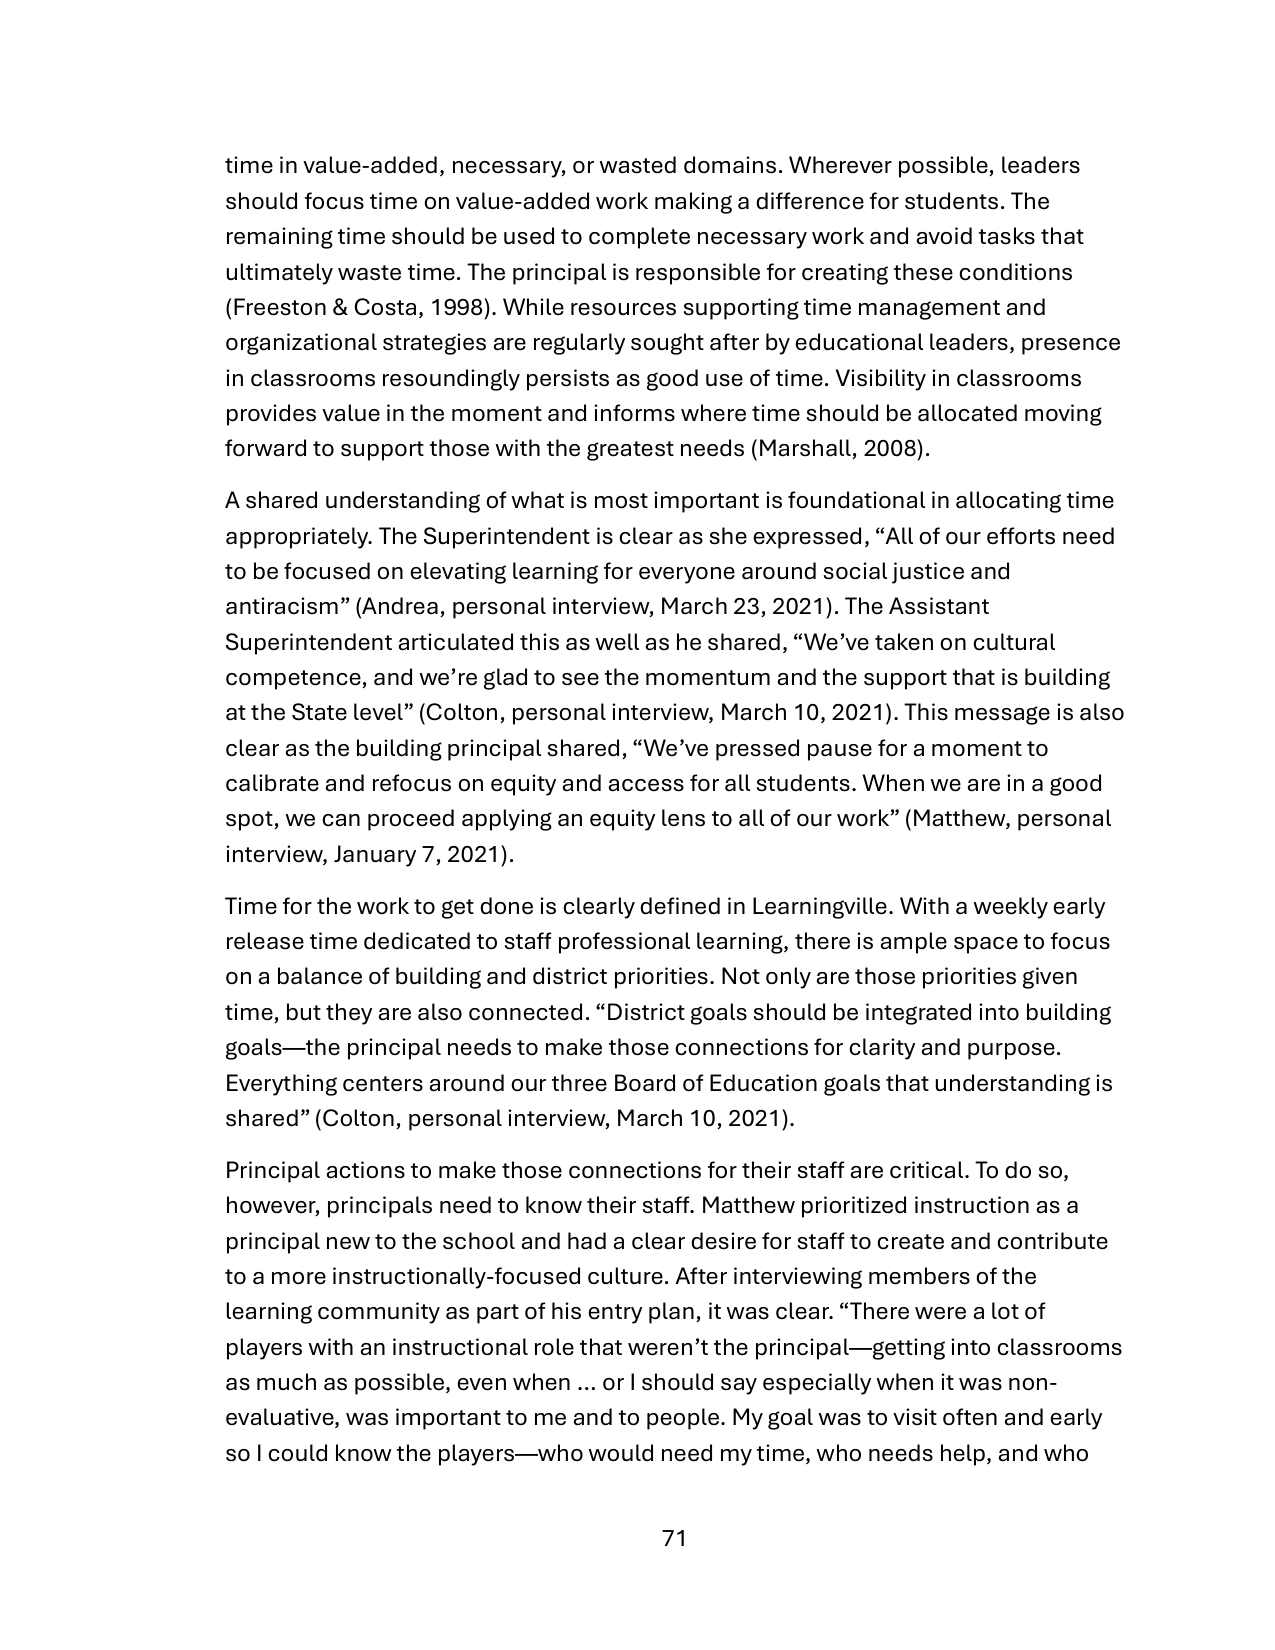 time in value-added, necessary, or wasted domains. Wherever possible, leaders
should focus time on value-added work making a difference for students. The
remaining time should be used to complete necessary work and avoid tasks that
ultimately waste time. The principal is responsible for creating these conditions
(Freeston & Costa, 1998). While resources supporting time management and
organizational strategies are regularly sought after by educational leaders, presence
in classrooms resoundingly persists as good use of time. Visibility in classrooms
provides value in the moment and informs where time should be allocated moving
forward to support those with the greatest needs (Marshall, 2008).
A shared understanding of what is most important is foundational in allocating time
appropriately. The Superintendent is clear as she expressed, “All of our efforts need
to be focused on elevating learning for everyone around social justice and
antiracism” (Andrea, personal interview, March 23, 2021). The Assistant
Superintendent articulated this as well as he shared, “We’ve taken on cultural
competence, and we’re glad to see the momentum and the support that is building
at the State level” (Colton, personal interview, March 10, 2021). This message is also
clear as the building principal shared, “We’ve pressed pause for a moment to
calibrate and refocus on equity and access for all students. When we are in a good
spot, we can proceed applying an equity lens to all of our work” (Matthew, personal
interview, January 7, 2021).
Time for the work to get done is clearly defined in Learningville. With a weekly early
release time dedicated to staff professional learning, there is ample space to focus
on a balance of building and district priorities. Not only are those priorities given
time, but they are also connected. “District goals should be integrated into building
goals—the principal needs to make those connections for clarity and purpose.
Everything centers around our three Board of Education goals that understanding is
shared” (Colton, personal interview, March 10, 2021).
Principal actions to make those connections for their staff are critical. To do so,
however, principals need to know their staff. Matthew prioritized instruction as a
principal new to the school and had a clear desire for staff to create and contribute
to a more instructionally-focused culture. After interviewing members of the
learning community as part of his entry plan, it was clear. “There were a lot of
players with an instructional role that weren’t the principal—getting into classrooms
as much as possible, even when ... or I should say especially when it was non-
evaluative, was important to me and to people. My goal was to visit often and early
so I could know the players—who would need my time, who needs help, and who
71